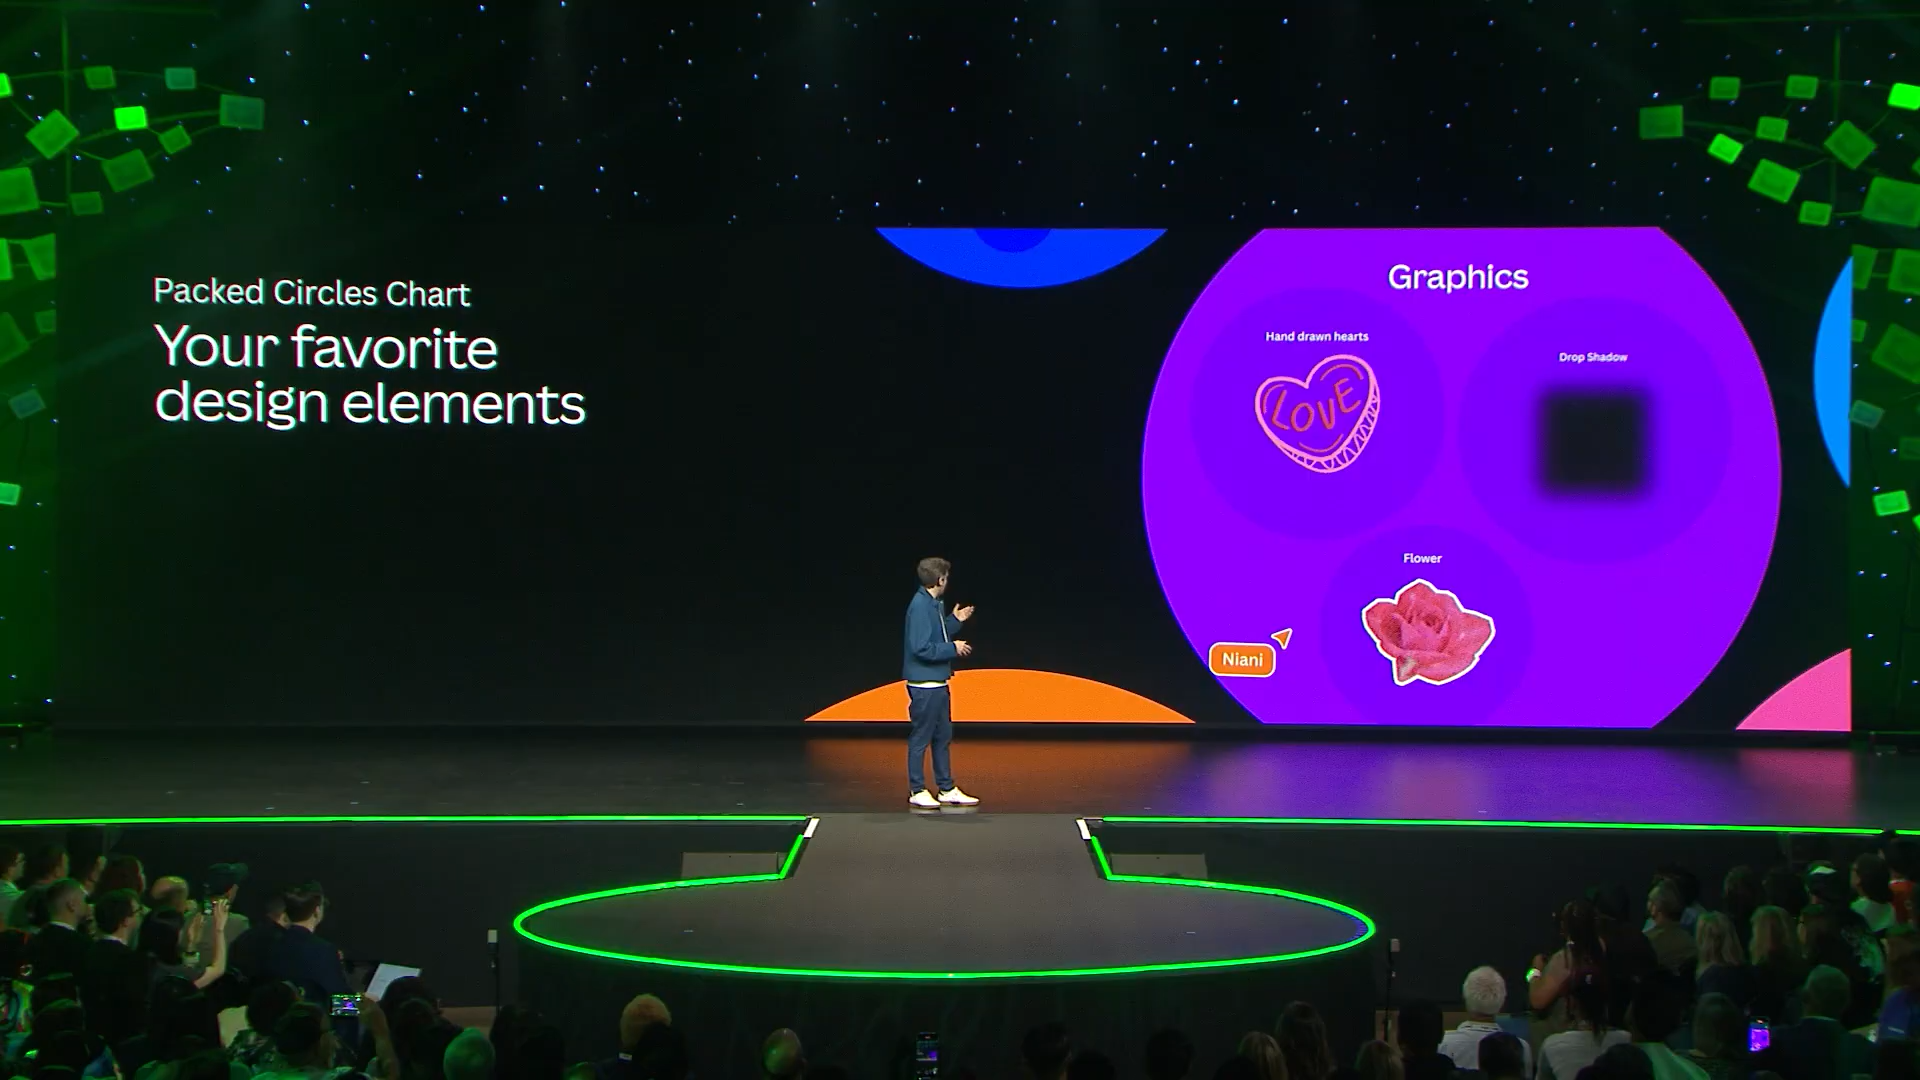 Packed Circles Chart
Your favorite
design elements
Graphics
Hand drawn hearts
LOVE
Drop Shadow
Flower
Niani